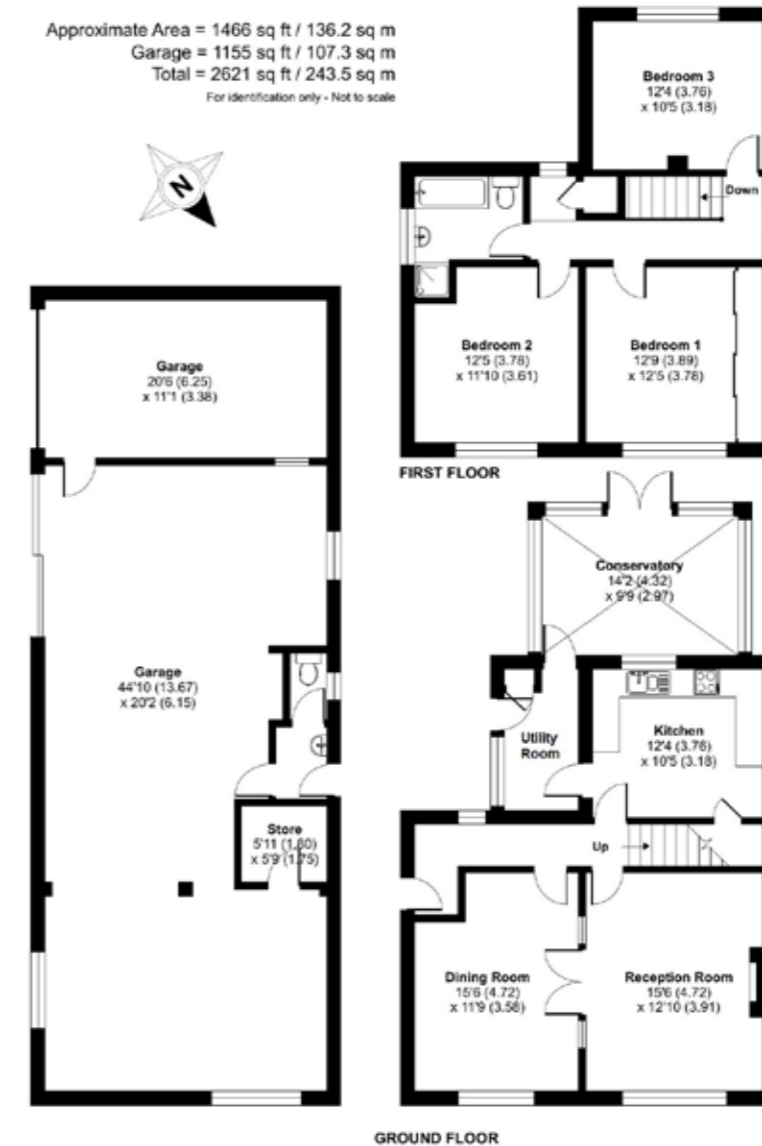 Approximate Area = 1466 sq ft / 136.2 sq m
Garage = 1155 sq ft / 107.3 sq m
Total = 2621 sq ft / 243.5 sq m
For identification only - Not to scale
N
Bedroom 3
12'4 (3.76)
x 10'5 (3.18)
Down
Bedroom 2
12'5 (3.78)
x 11'10 (3.61)
Bedroom 1
12'9 (3.89)
x 12'5 (3.78)
FIRST FLOOR
Garage
20'6 (6.25)
x 11'1 (3.38)
Garage
44'10 (13.67)
x 20'2 (6.15)
Store
5'11 (1.80)
x 5'9 (1.75)
Conservatory
14'2 (4.32)
x 9'9 (2.97)
Utility
Room
Kitchen
12'4 (3.76)
x 10'5 (3.18)
Up
Dining Room
15'6 (4.72)
x 11'9 (3.58)
Reception Room
15'6 (4.72)
x 12'10 (3.91)
GROUND FLOOR